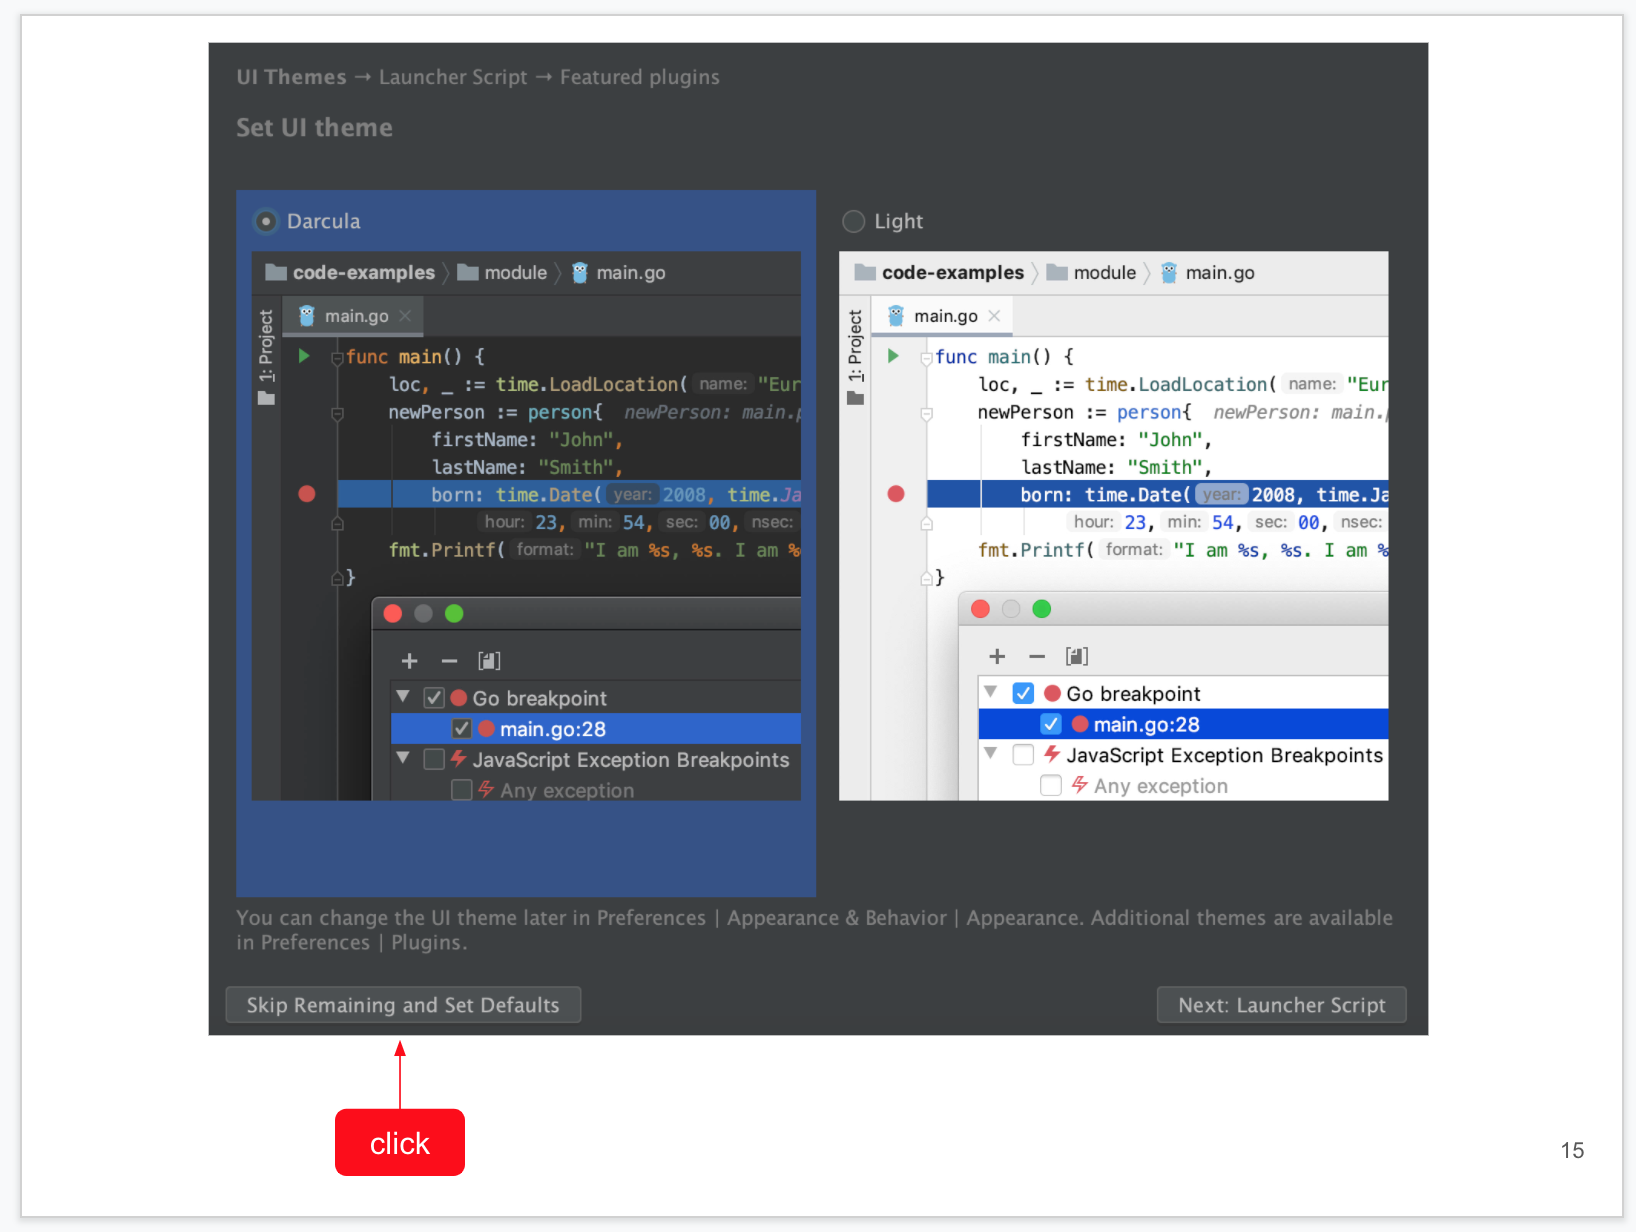 UI Themes → Launcher Script → Featured plugins
Set UI theme
Darcula
code-examples module main.go
main.go
1: Project
func main() {
loc, _ := time.LoadLocation( name: "Eur
newPerson := person{ newPerson: main.p
firstName: "John",
lastName: "Smith",
born: time.Date( year: 2008, time.Ja
hour: 23, min: 54, sec: 00, nsec:
fmt.Printf( format: "I am %s, %s. I am %
}
Go breakpoint
main.go:28
JavaScript Exception Breakpoints
Any exception
Light
code-examples module main.go
main.go
1: Project
func main() {
loc, _ := time.LoadLocation( name: "Eur
newPerson := person{ newPerson: main.p
firstName: "John",
lastName: "Smith",
born: time.Date( year: 2008, time.Ja
hour: 23, min: 54, sec: 00, nsec:
fmt.Printf( format: "I am %s, %s. I am %
}
Go breakpoint
main.go:28
JavaScript Exception Breakpoints
Any exception
You can change the UI theme later in Preferences | Appearance & Behavior | Appearance. Additional themes are available
in Preferences | Plugins.
Skip Remaining and Set Defaults
Next: Launcher Script
click
15